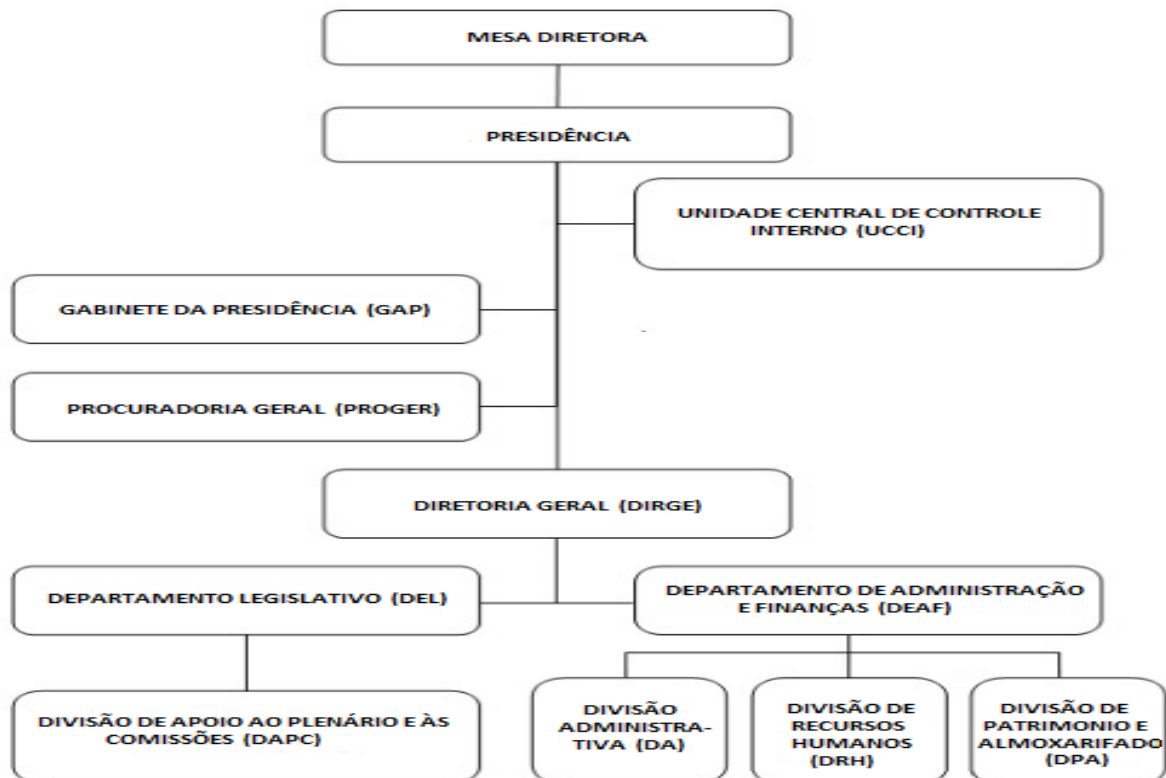 MESA DIRETORA
PRESIDÊNCIA
UNIDADE CENTRAL DE CONTROLE
INTERNO (UCCI)
GABINETE DA PRESIDÊNCIA (GAP)
PROCURADORIA GERAL (PROGER)
DIRETORIA GERAL (DIRGE)
DEPARTAMENTO LEGISLATIVO (DEL)
DEPARTAMENTO DE ADMINISTRAÇÃO
E FINANÇAS (DEAF)
DIVISÃO DE APOIO AO PLENÁRIO E ÀS
COMISSÕES (DAPC)
DIVISÃO
ADMINISTRA-
TIVA (DA)
DIVISÃO DE
RECURSOS
HUMANOS
(DRH)
DIVISÃO DE
PATRIMONIO E
ALMOXARIFADO
(DPA)